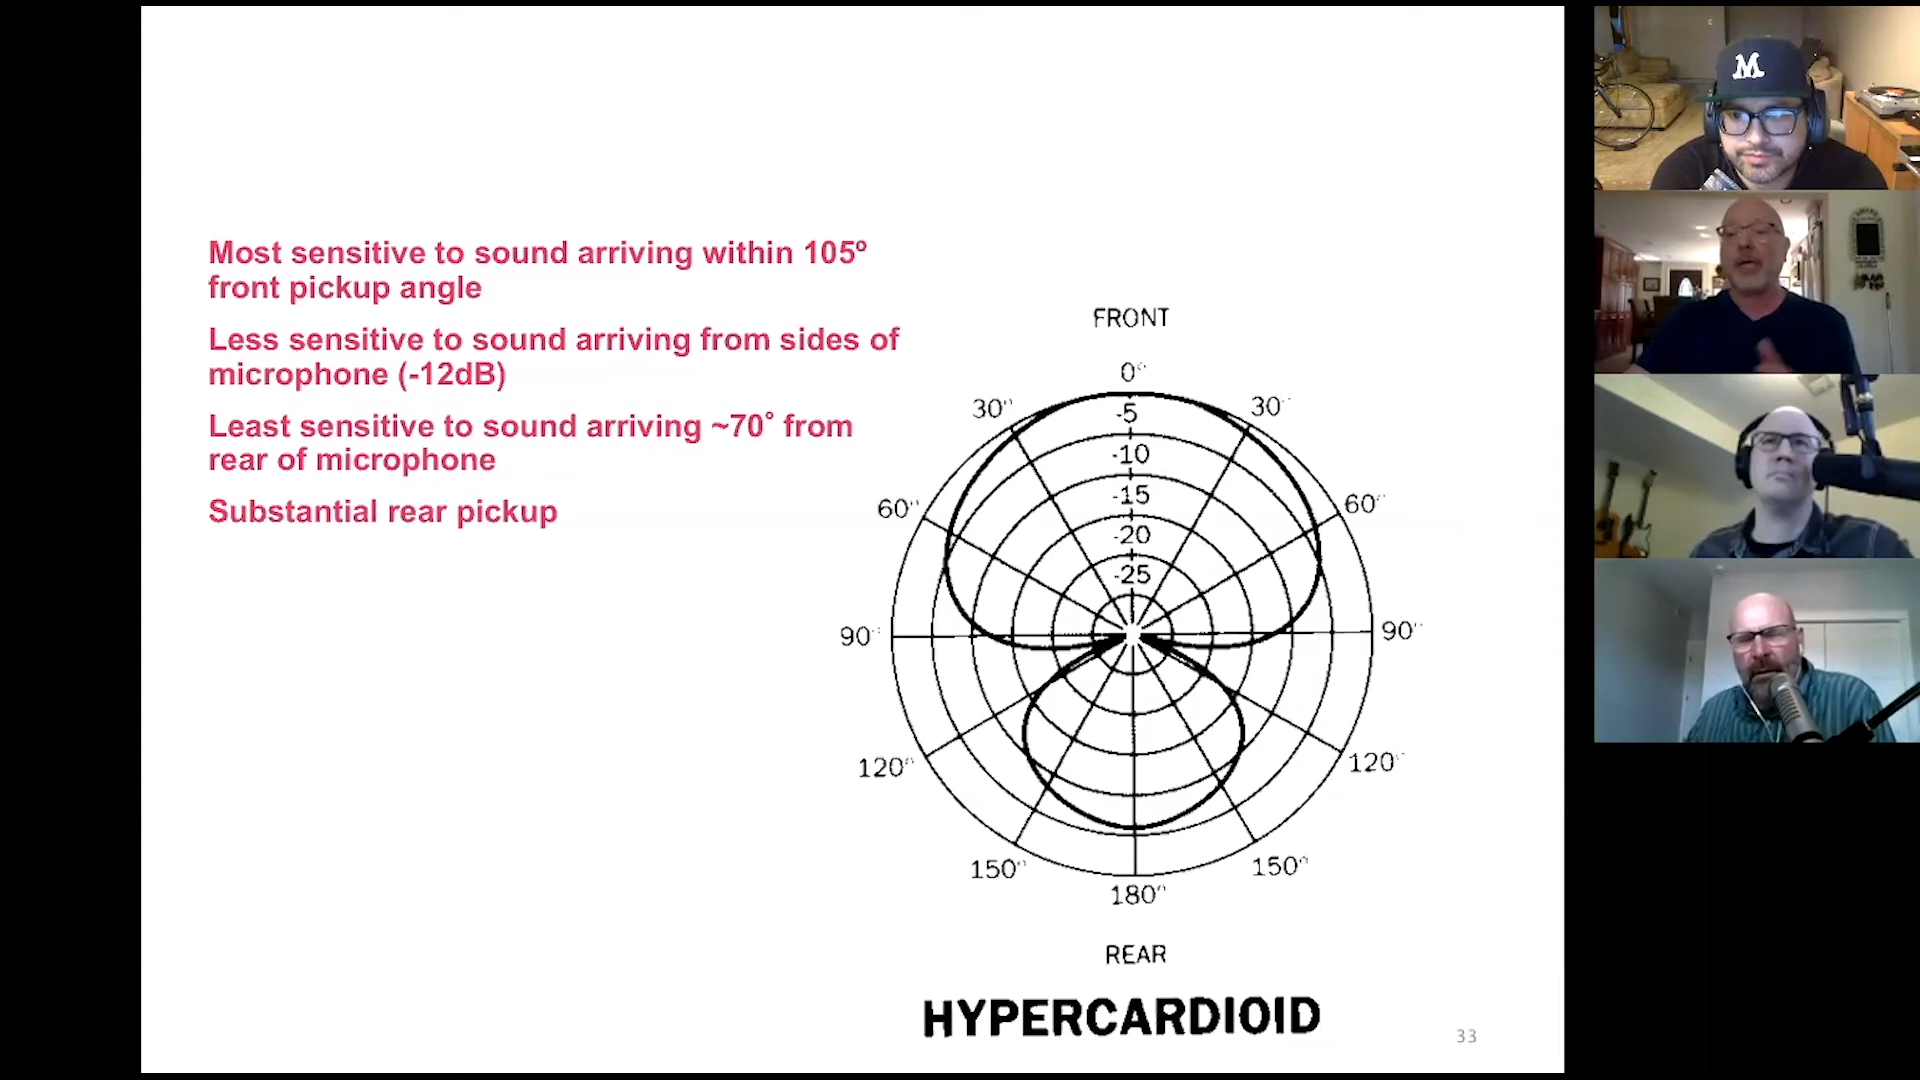 Most sensitive to sound arriving within 105º
front pickup angle
Less sensitive to sound arriving from sides of
microphone (-12dB)
Least sensitive to sound arriving ~70° from
rear of microphone
Substantial rear pickup
FRONT
0°
30° 30°
-5
-10
-15
-20
-25
60° 60°
90° 90°
120° 120°
150° 150°
180°
REAR
HYPERCARDIOID
33
M